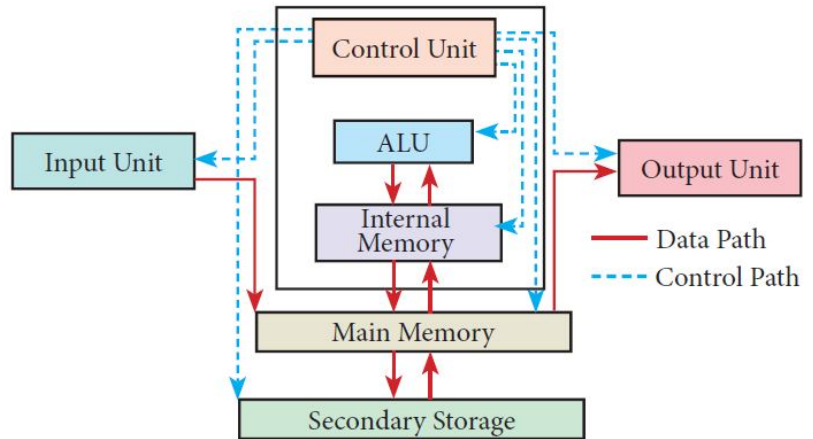 Control Unit
ALU
Input Unit
Output Unit
Internal
Memory
Data Path
Control Path
Main Memory
Secondary Storage